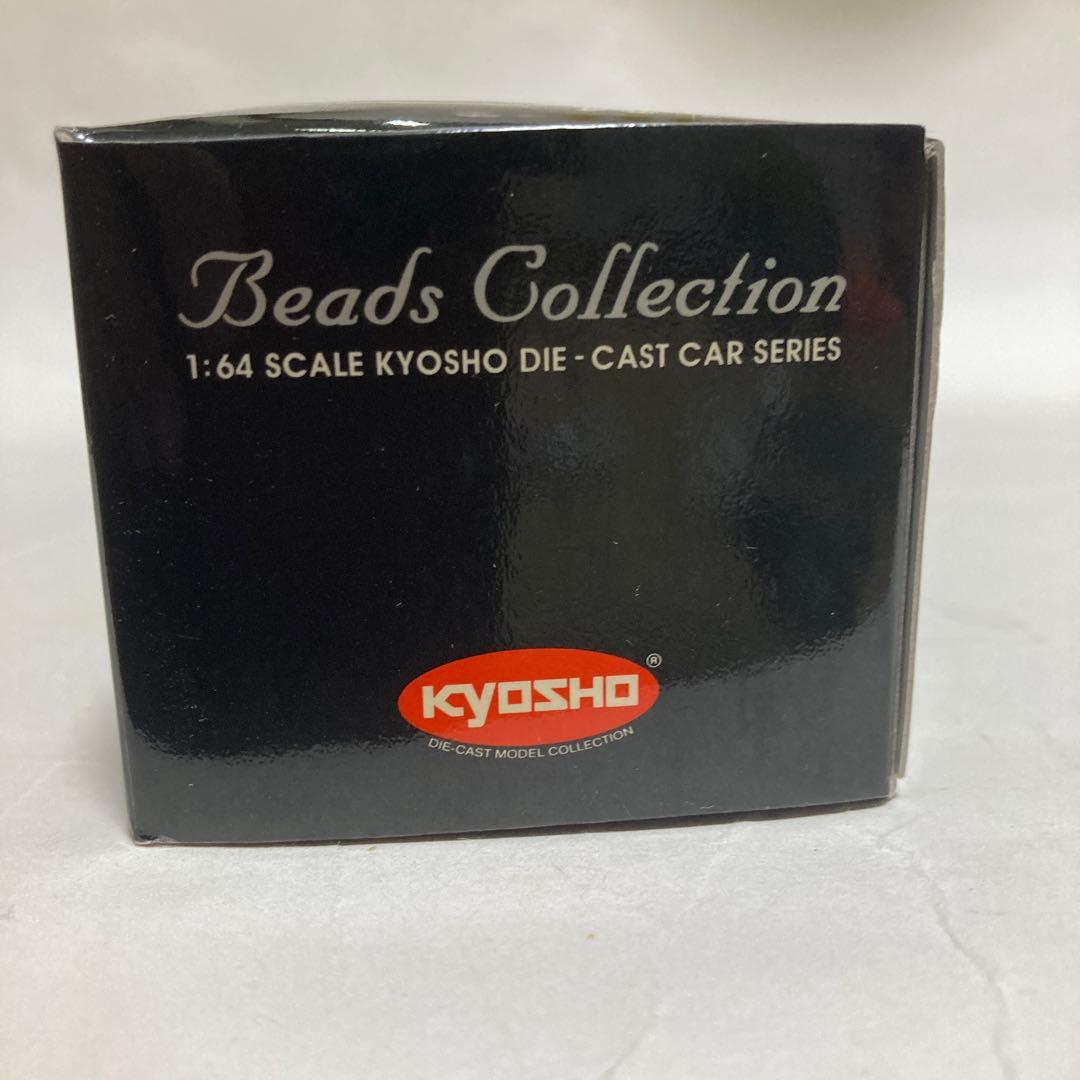 Beads Collection
1:64 SCALE KYOSHO DIE-CAST CAR SERIES
KYOSHO ®
DIE-CAST MODEL COLLECTION